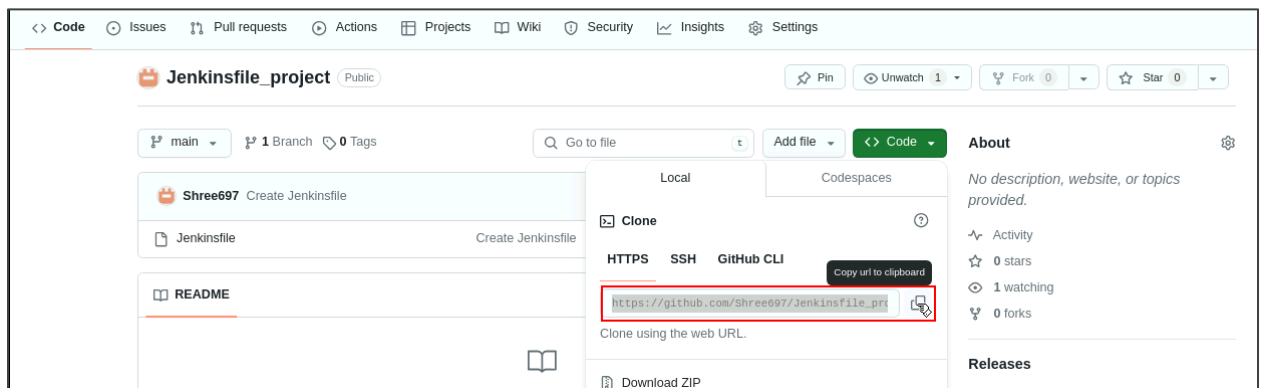 <> Code Issues Pull requests Actions Projects Wiki Security Insights Settings
Jenkinsfile_project Public Pin Unwatch 1 Fork 0 Star 0
main 1 Branch 0 Tags Go to file t Add file <> Code
About
No description, website, or topics
provided.
Activity
0 stars
1 watching
0 forks
Releases
Shree697 Create Jenkinsfile
Jenkinsfile Create Jenkinsfile
README
Local Codespaces
Clone
HTTPS SSH GitHub CLI
Copy url to clipboard
https://github.com/Shree697/Jenkinsfile_pro
Clone using the web URL.
Download ZIP